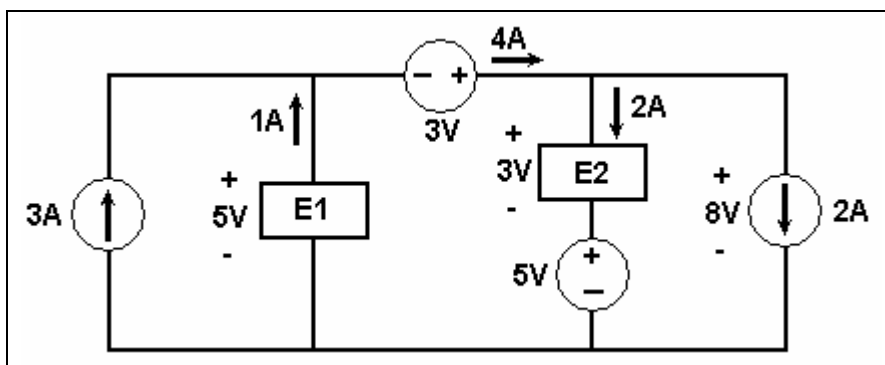 4A
− +
3V
1A
2A
+
3V
-
E2
3A
+
5V
-
E1
+
8V
-
2A
5V
+
−